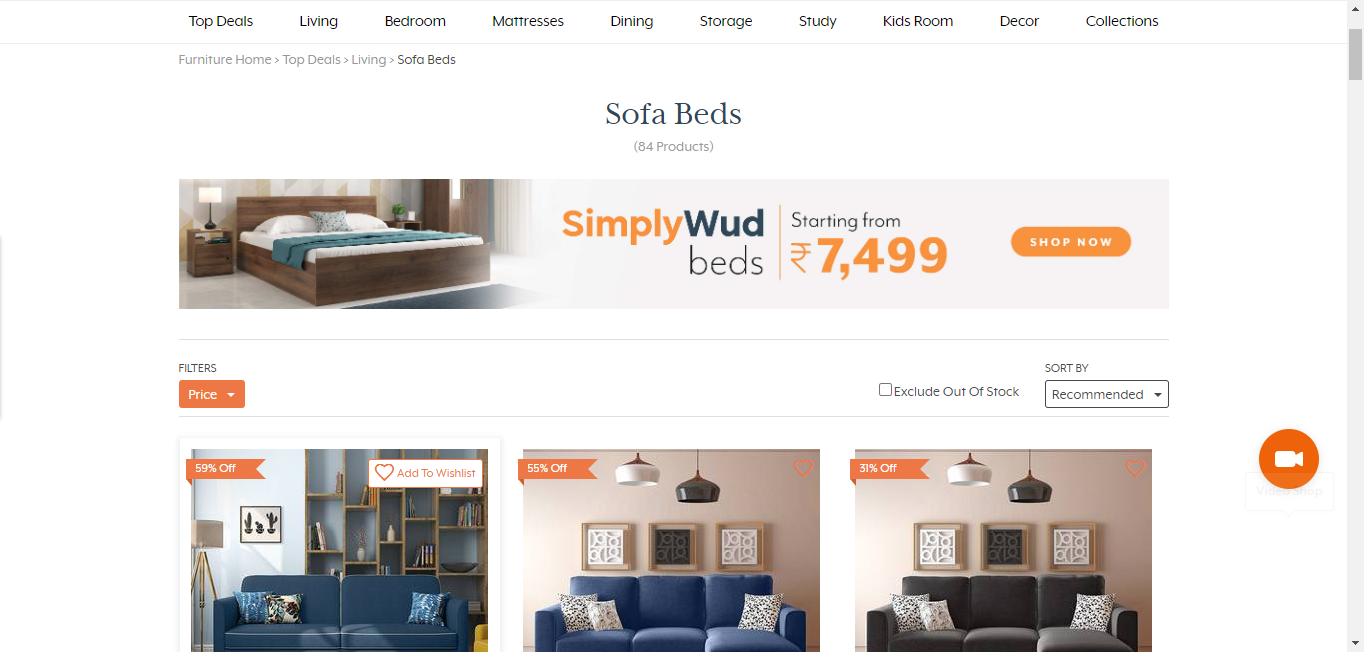 Top Deals Living Bedroom Mattresses Dining Storage Study Kids Room Decor Collections
Furniture Home > Top Deals > Living > Sofa Beds
Sofa Beds
(84 Products)
SimplyWud
beds
Starting from
₹7,499
SHOP NOW
FILTERS
Price
Exclude Out Of Stock
SORT BY
Recommended
59% Off
Add To Wishlist
55% Off
31% Off
Video Shop